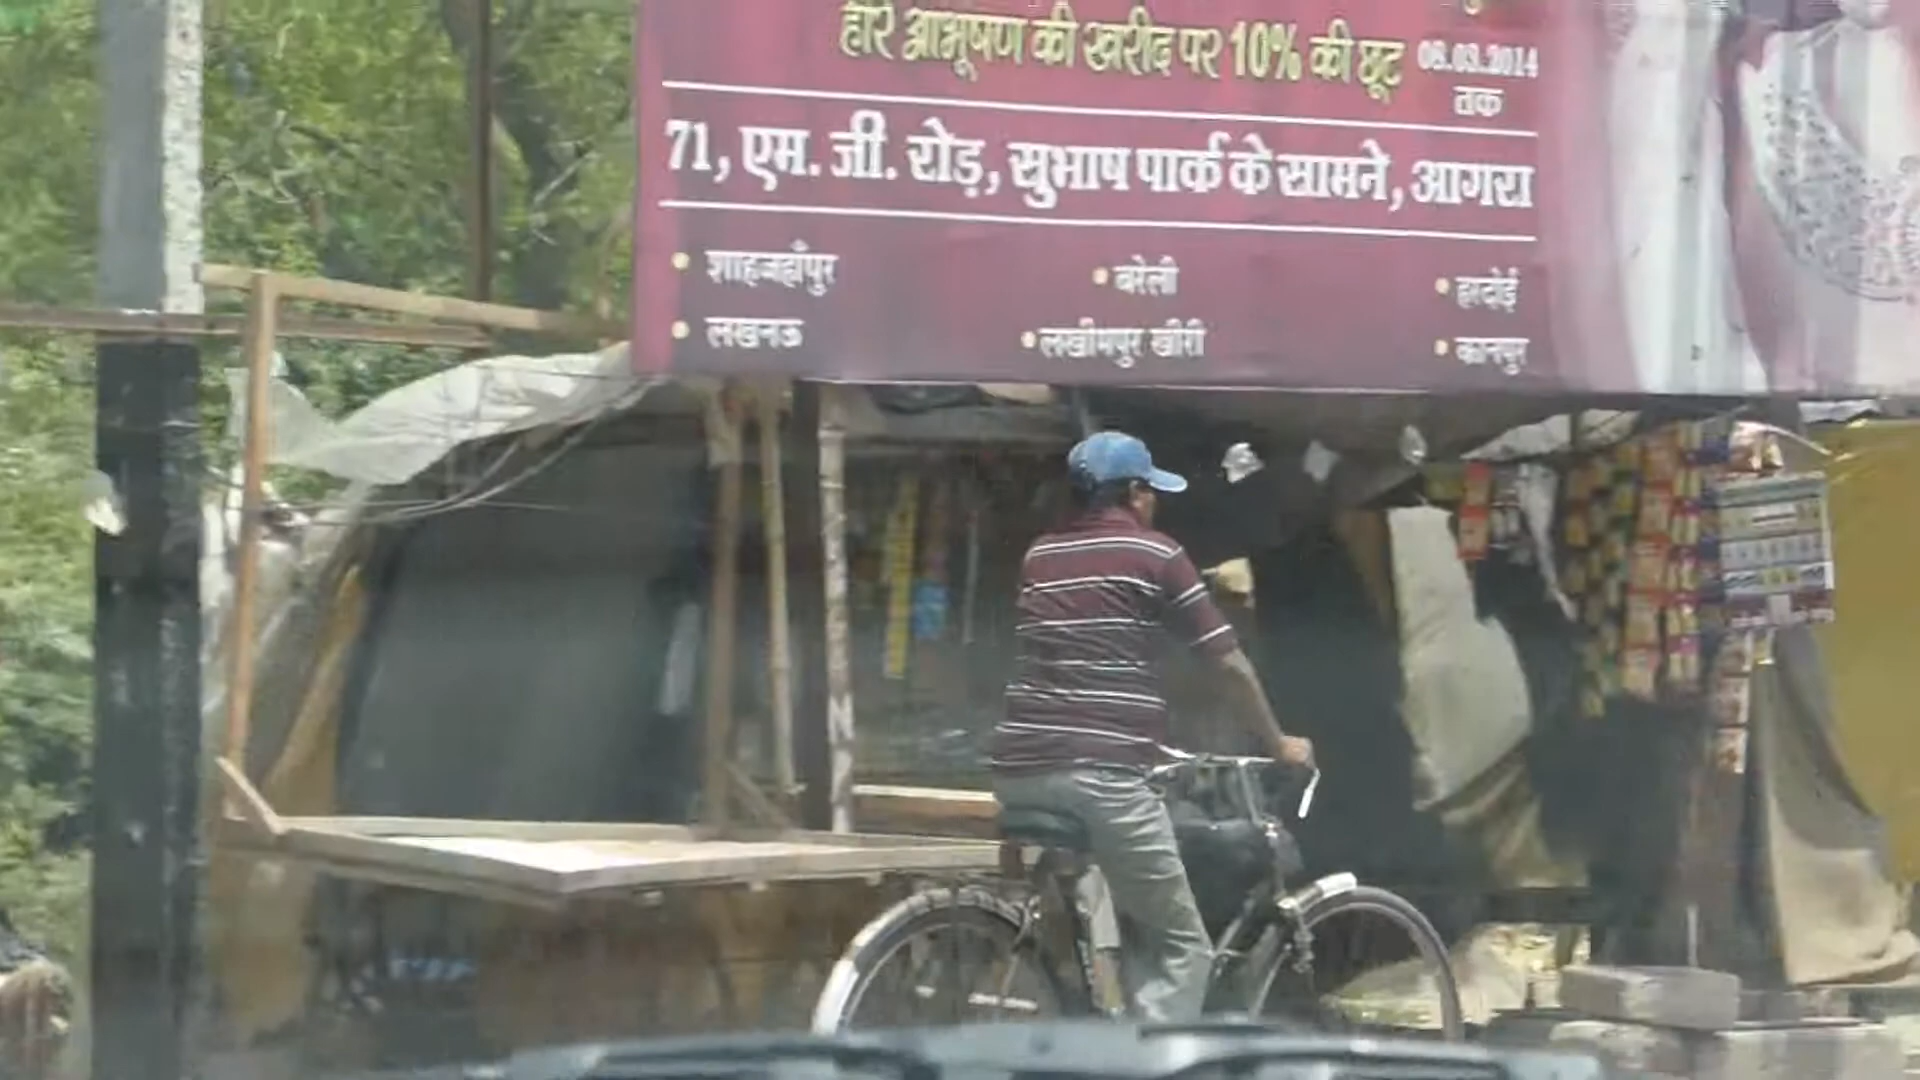 हीरे आभूषण की खरीद पर 10% की छूट 08.03.2014
तक
71, एम. जी. रोड़, सुभाष पार्क के सामने, आगरा
• शाहजहाँपुर • बरेली • हरदोई
• लखनऊ • लखीमपुर खीरी • कानपुर